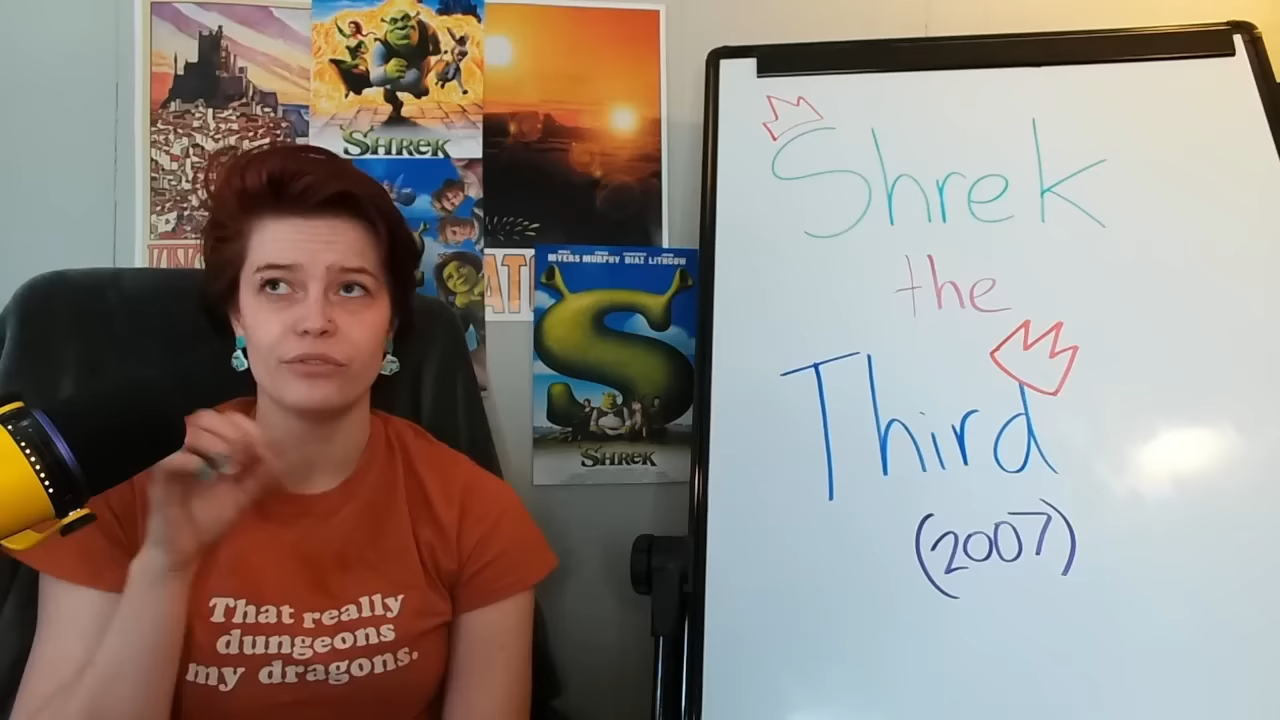 SHREK
MYERS MURPHY DIAZ LITHGOW
SHREK
That really
dungeons
my dragons.
Shrek
the
Third
(2007)